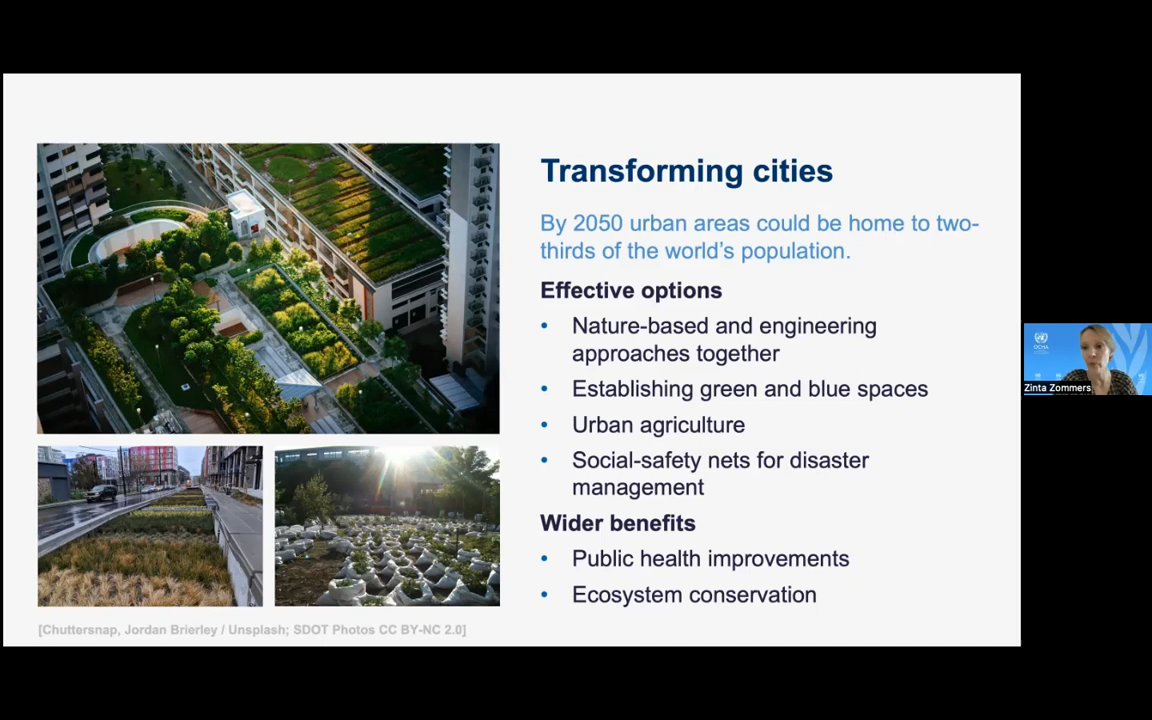 Transforming cities
By 2050 urban areas could be home to two-
thirds of the world's population.
Effective options
• Nature-based and engineering
approaches together
• Establishing green and blue spaces
• Urban agriculture
• Social-safety nets for disaster
management
Wider benefits
• Public health improvements
• Ecosystem conservation
[Chuttersnap, Jordan Brierley / Unsplash; SDOT Photos CC BY-NC 2.0]
OCHA
Zinta Zommers